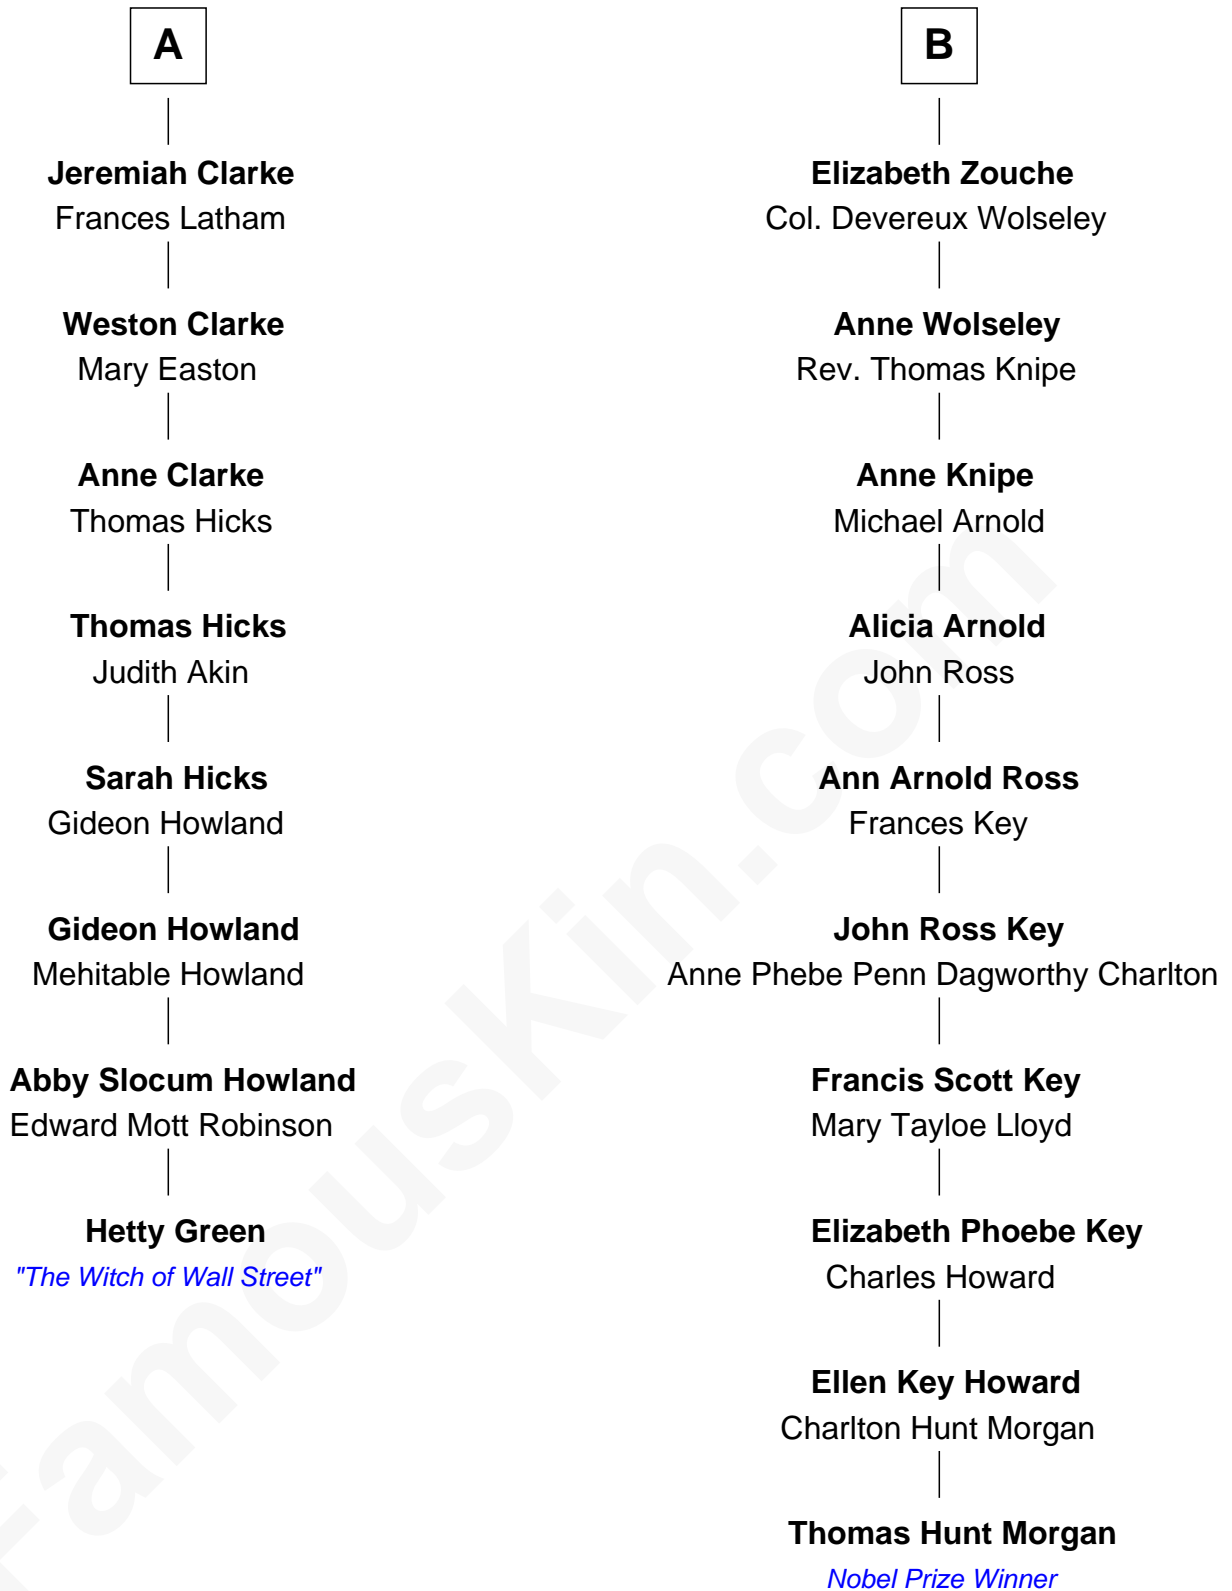 A
Jeremiah Clarke
Frances Latham
Weston Clarke
Mary Easton
Anne Clarke
Thomas Hicks
Thomas Hicks
Judith Akin
Sarah Hicks
Gideon Howland
Gideon Howland
Mehitable Howland
Abby Slocum Howland
Edward Mott Robinson
Hetty Green
"The Witch of Wall Street"
B
Elizabeth Zouche
Col. Devereux Wolseley
Anne Wolseley
Rev. Thomas Knipe
Anne Knipe
Michael Arnold
Alicia Arnold
John Ross
Ann Arnold Ross
Frances Key
John Ross Key
Anne Phebe Penn Dagworthy Charlton
Francis Scott Key
Mary Tayloe Lloyd
Elizabeth Phoebe Key
Charles Howard
Ellen Key Howard
Charlton Hunt Morgan
Thomas Hunt Morgan
Nobel Prize Winner
FamousKin.com